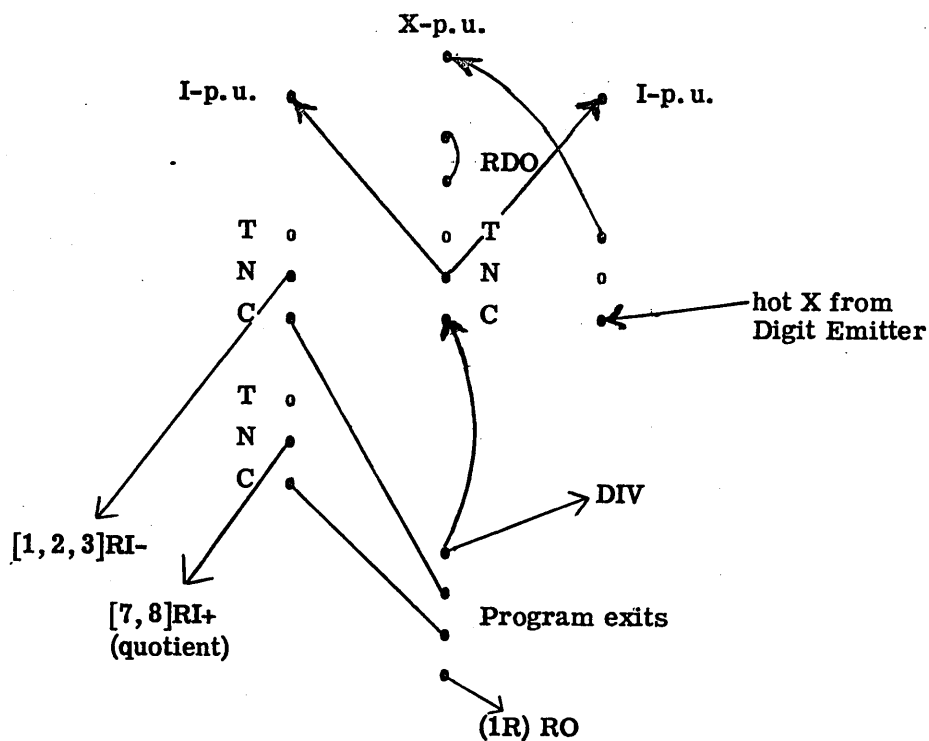 X-p.u.
I-p.u.
I-p.u.
RDO
T
T
N
N
C
C
hot X from
Digit Emitter
T
N
C
DIV
[1, 2, 3]RI-
[7, 8]RI+
(quotient)
Program exits
(1R) RO